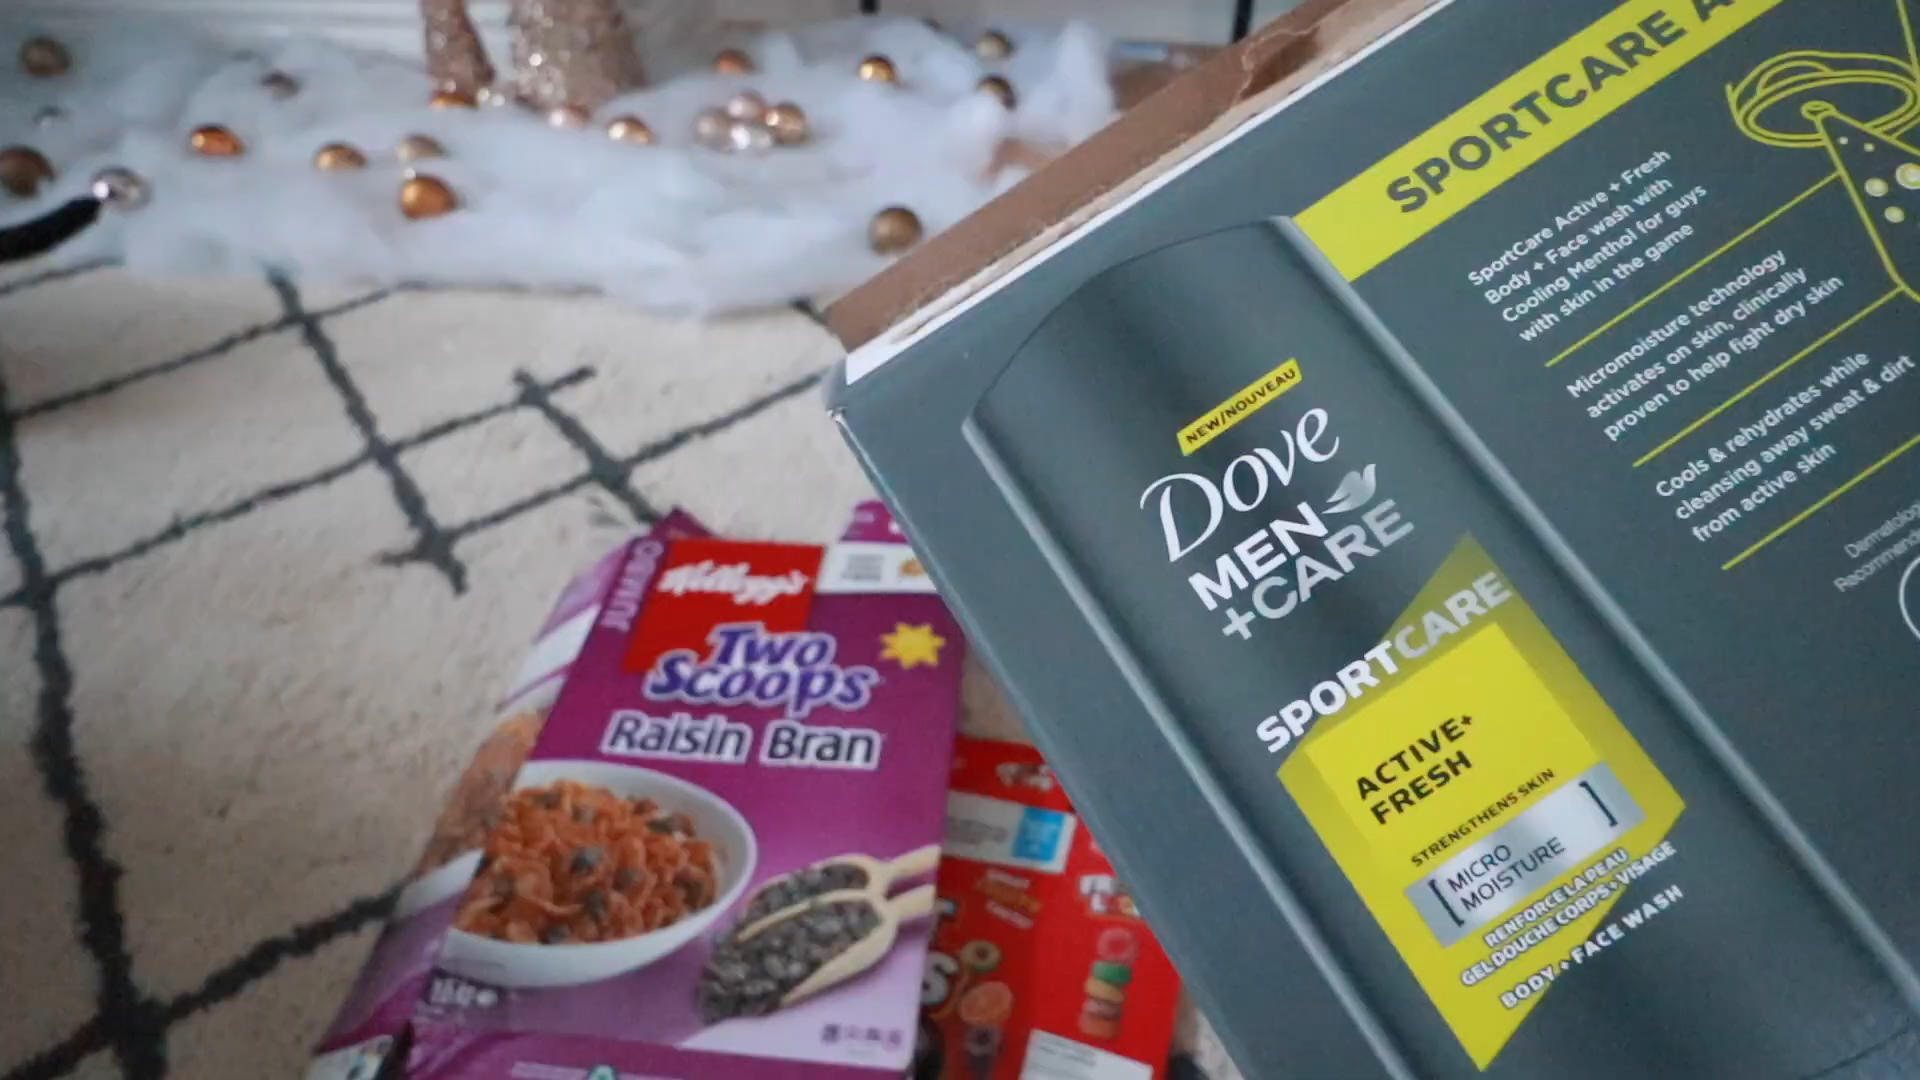 SPORTCARE A
SportCare Active + Fresh
Body + Face wash with
Cooling Menthol for guys
with skin in the game
Micromoisture technology
activates on skin, clinically
proven to help fight dry skin
Cools & rehydrates while
cleansing away sweat & dirt
from active skin
NEW/NOUVEAU
Dove
MEN
+CARE
SPORTCARE
ACTIVE+
FRESH
STRENGTHENS SKIN
[MICRO
MOISTURE]
RENFORCE LA PEAU
GEL DOUCHE CORPS+VISAGE
BODY + FACE WASH
JUMBO
Kellogg's
Two
Scoops
Raisin Bran